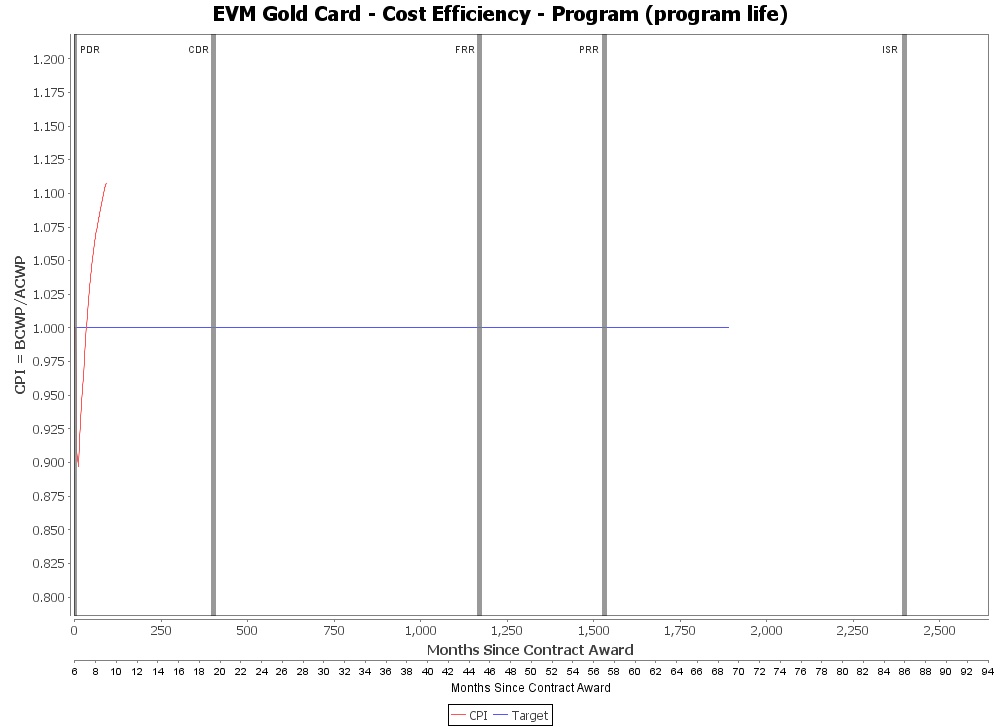 EVM Gold Card - Cost Efficiency - Program (program life)
PDR CDR FRR PRR ISR
1.200
1.175
1.150
1.125
1.100
1.075
1.050
1.025
1.000
0.975
0.950
0.925
0.900
0.875
0.850
0.825
0.800
CPI = BCWP/ACWP
0 250 500 750 1,000 1,250 1,500 1,750 2,000 2,250 2,500
Months Since Contract Award
6 8 10 12 14 16 18 20 22 24 26 28 30 32 34 36 38 40 42 44 46 48 50 52 54 56 58 60 62 64 66 68 70 72 74 76 78 80 82 84 86 88 90 92 94
Months Since Contract Award
CPI Target